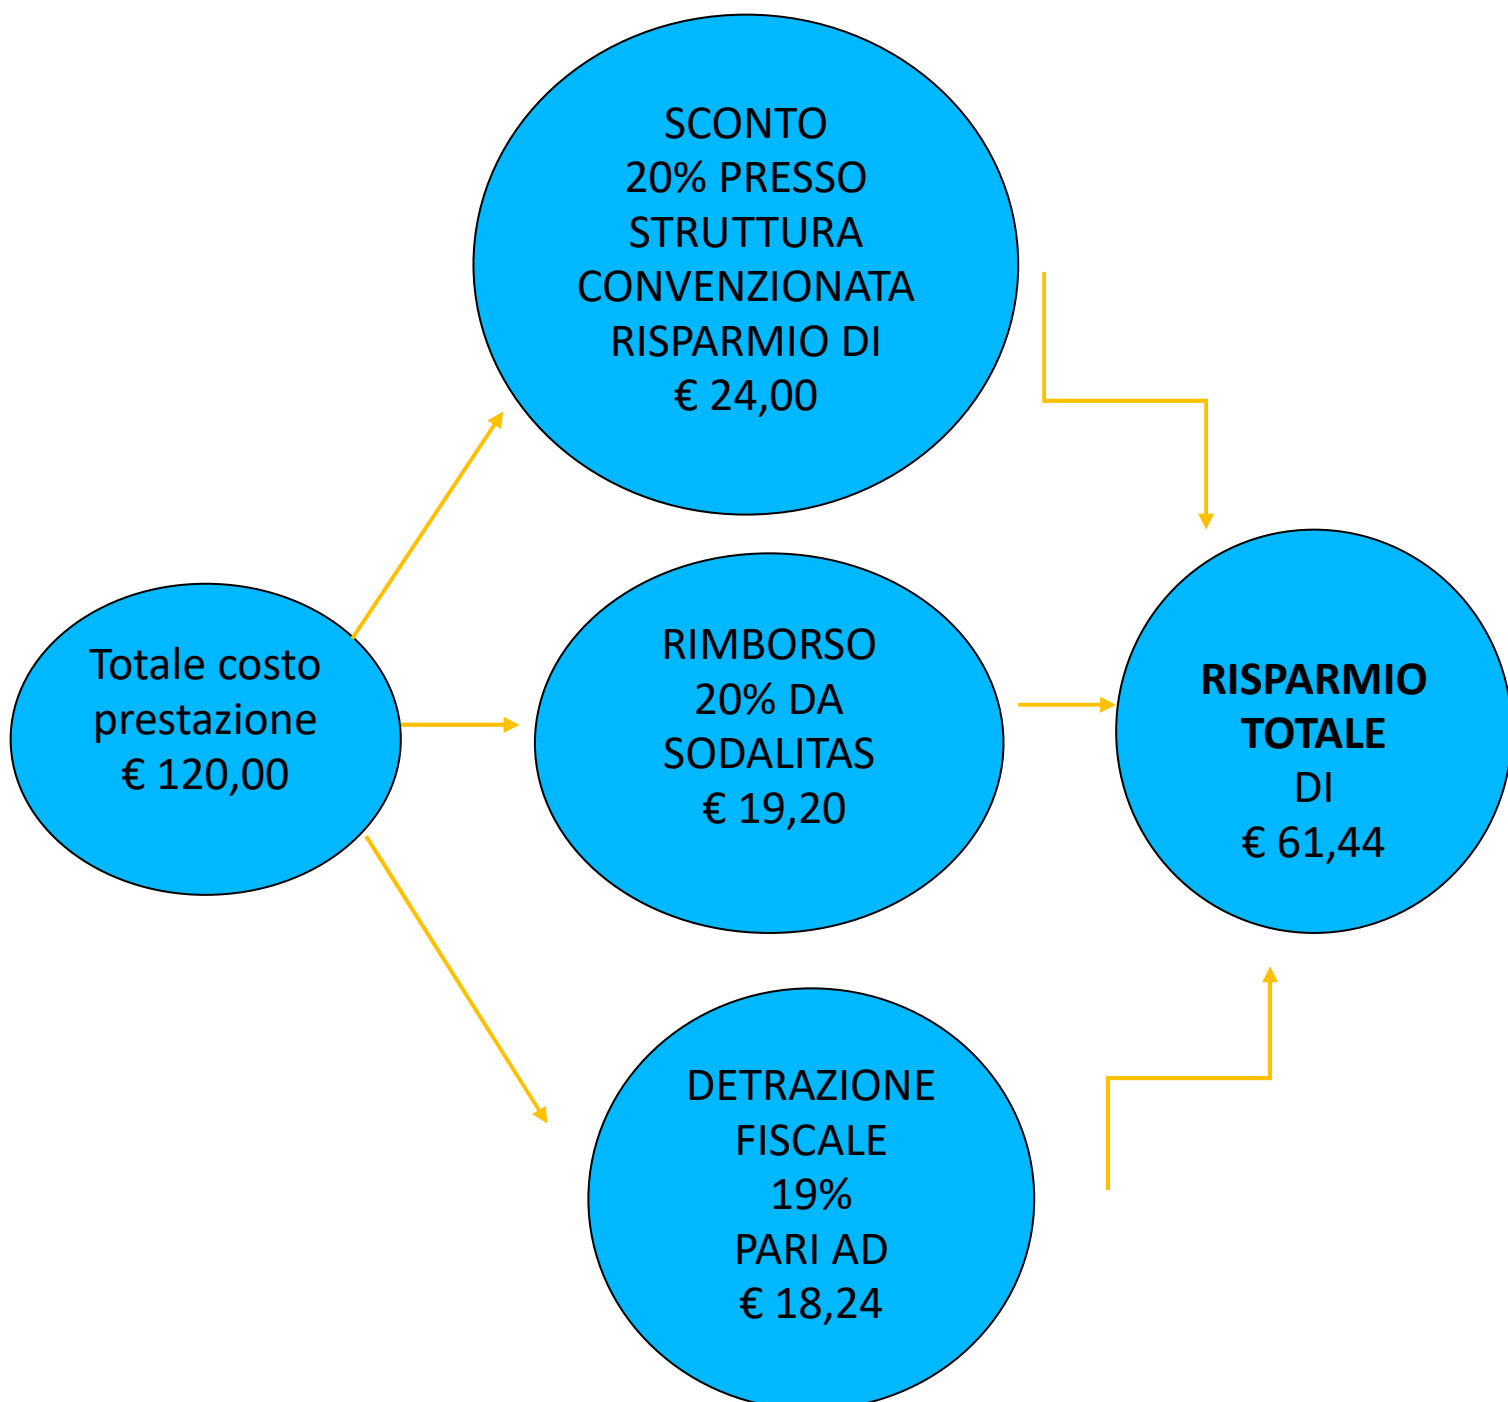 SCONTO
20% PRESSO
STRUTTURA
CONVENZIONATA
RISPARMIO DI
€ 24,00
Totale costo
prestazione
€ 120,00
RIMBORSO
20% DA
SODALITAS
€ 19,20
RISPARMIO
TOTALE
DI
€ 61,44
DETRAZIONE
FISCALE
19%
PARI AD
€ 18,24